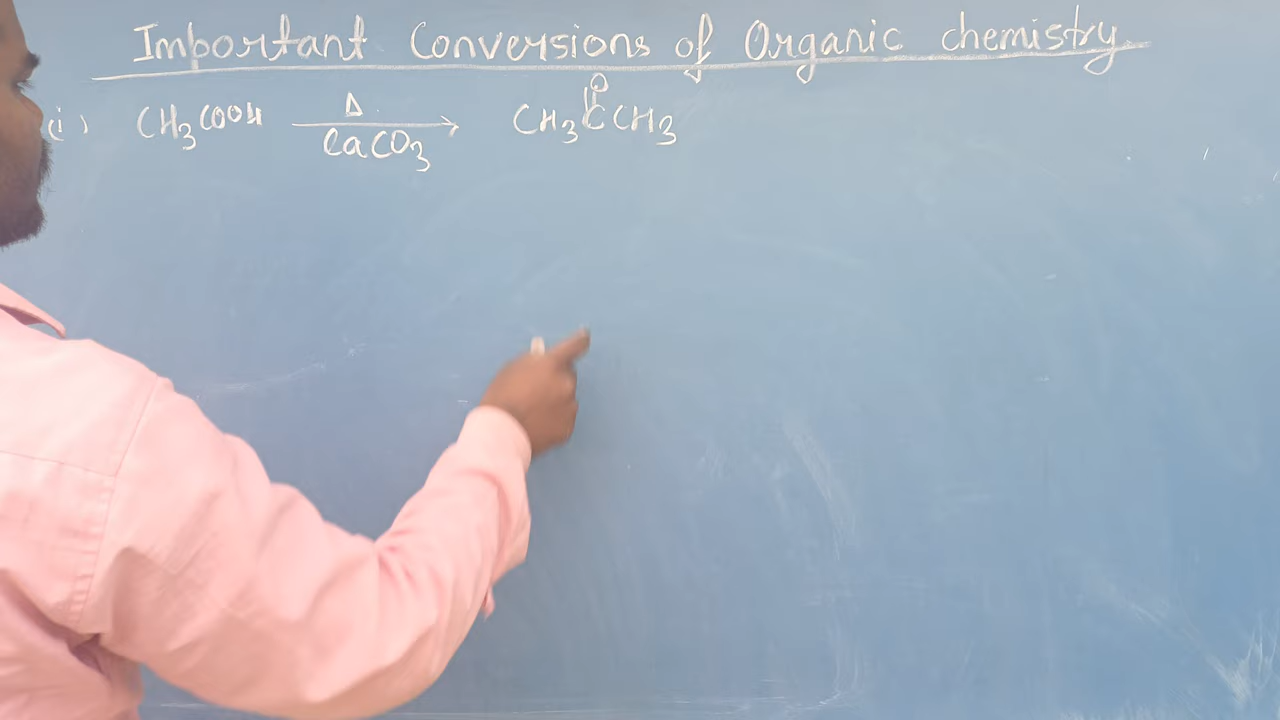 Important Conversions of Organic chemistry
(i) CH₃COOH —Δ/CaCO₃→ CH₃C(=O)CH₃